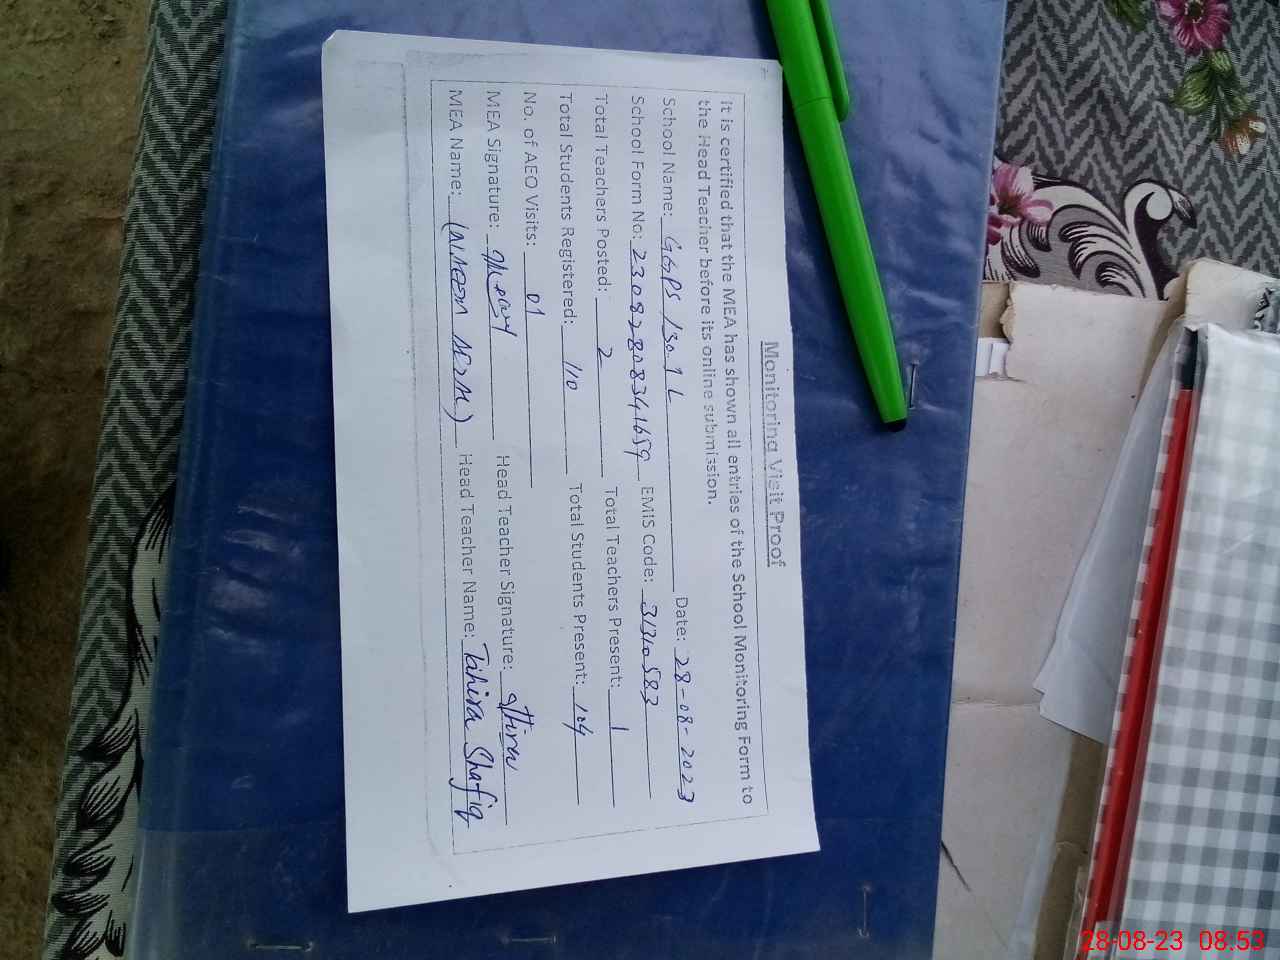 Monitoring Visit Proof
It is certified that the MEA has shown all entries of the School Monitoring Form to
the Head Teacher before its online submission.
School Name: GGPS 130.9L Date: 28-08-2023
School Form No: 23082808341659 EMIS Code: 31310583
Total Teachers Posted: 2 Total Teachers Present: 1
Total Students Registered: 110 Total Students Present: 104
No. of AEO Visits: 01
MEA Signature: Head Teacher Signature:
MEA Name: Head Teacher Name: Tahira Shafiq
28-08-23 08:53